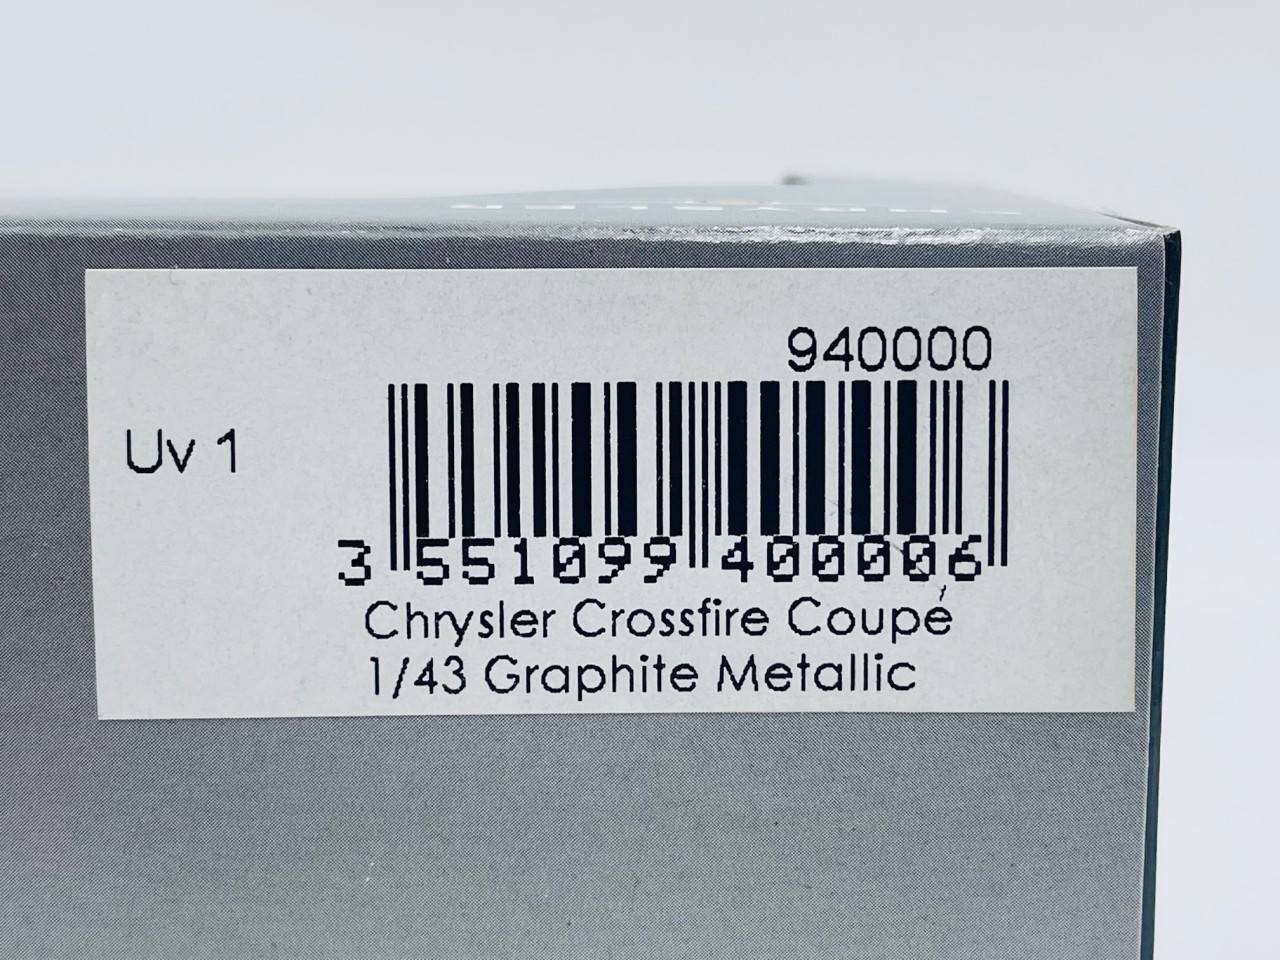 940000
Uv 1
3 551099 400006
Chrysler Crossfire Coupé
1/43 Graphite Metallic